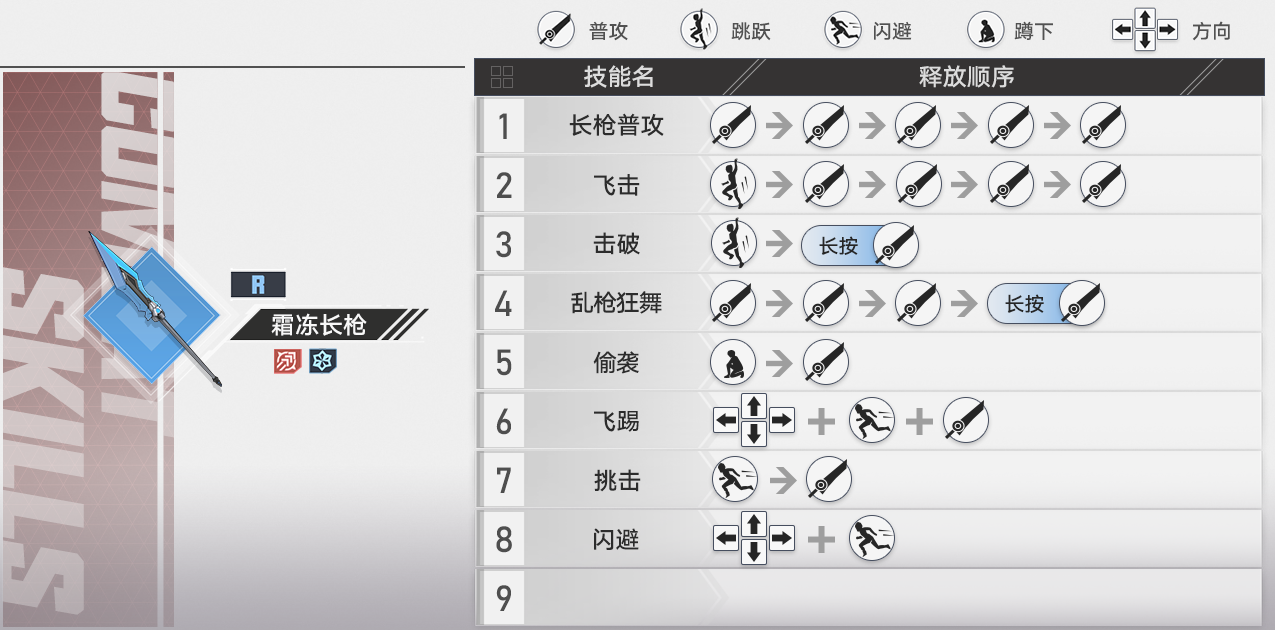 普攻 跳跃 闪避 蹲下 方向
技能名 释放顺序
COMBAT
SKILLS
R
霜冻长枪
1 长枪普攻
2 飞击
3 击破 长按
4 乱枪狂舞 长按
5 偷袭
6 飞踢
7 挑击
8 闪避
9